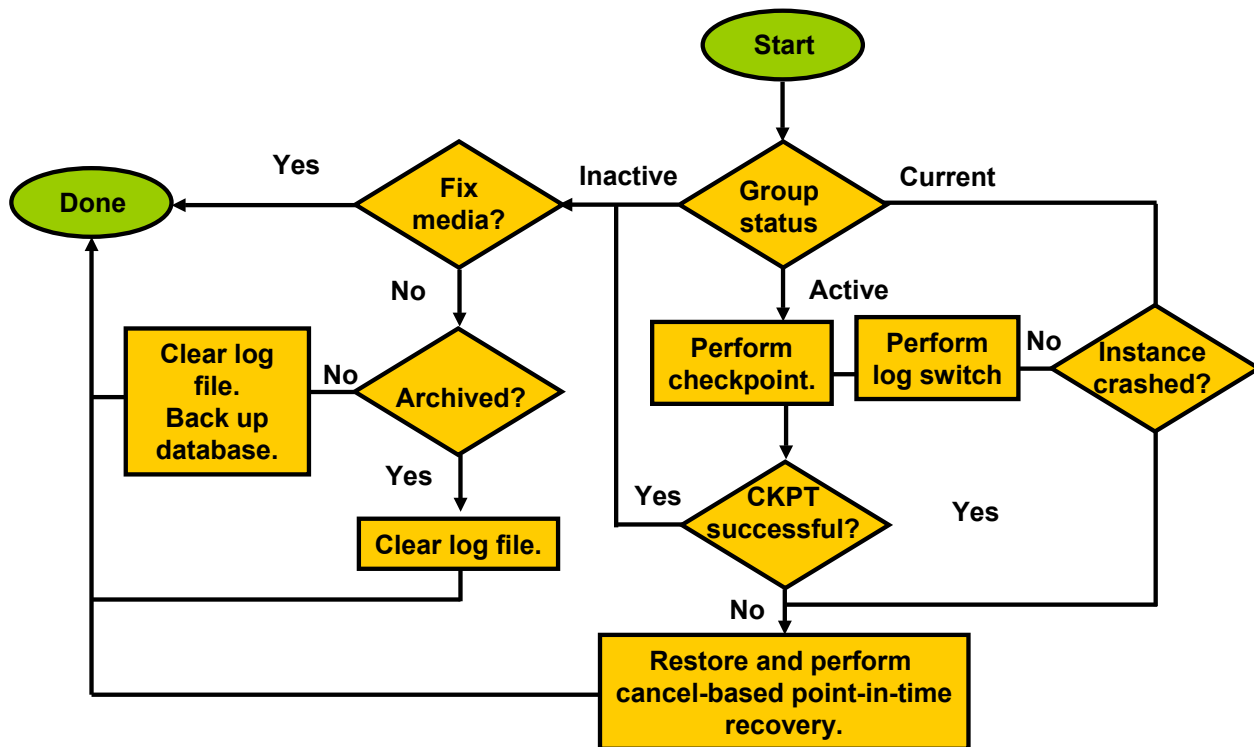 Start
Yes
Inactive
Current
Done
Fix
media?
Group
status
No
Active
Clear log
file.
Back up
database.
No
Archived?
Perform
checkpoint.
Perform
log switch
No
Instance
crashed?
Yes
Yes
CKPT
successful?
Yes
Clear log file.
No
Restore and perform
cancel-based point-in-time
recovery.